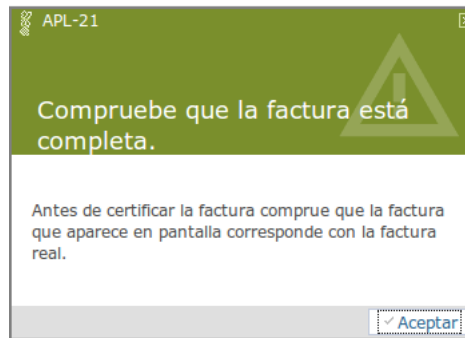 APL-21
Compruebe que la factura está
completa.
Antes de certificar la factura comprue que la factura
que aparece en pantalla corresponde con la factura
real.
Aceptar